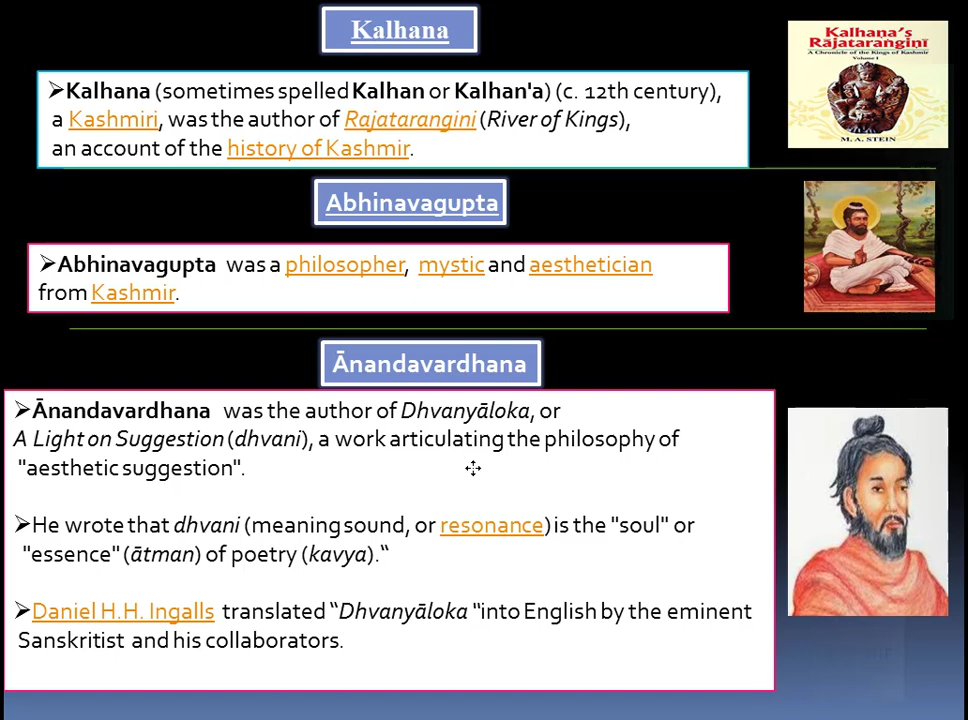 Kalhana
Kalhaṇa's
Rājataraṅgiṇī
A Chronicle of the Kings of Kashmir
Volume I
M. A. STEIN
➢Kalhana (sometimes spelled Kalhan or Kalhan'a) (c. 12th century),
a Kashmiri, was the author of Rajatarangini (River of Kings),
an account of the history of Kashmir.
Abhinavagupta
➢Abhinavagupta was a philosopher, mystic and aesthetician
from Kashmir.
Ānandavardhana
➢Ānandavardhana was the author of Dhvanyāloka, or
A Light on Suggestion (dhvani), a work articulating the philosophy of
"aesthetic suggestion".
➢He wrote that dhvani (meaning sound, or resonance) is the "soul" or
"essence" (ātman) of poetry (kavya).“
➢Daniel H.H. Ingalls translated “Dhvanyāloka “into English by the eminent
Sanskritist and his collaborators.